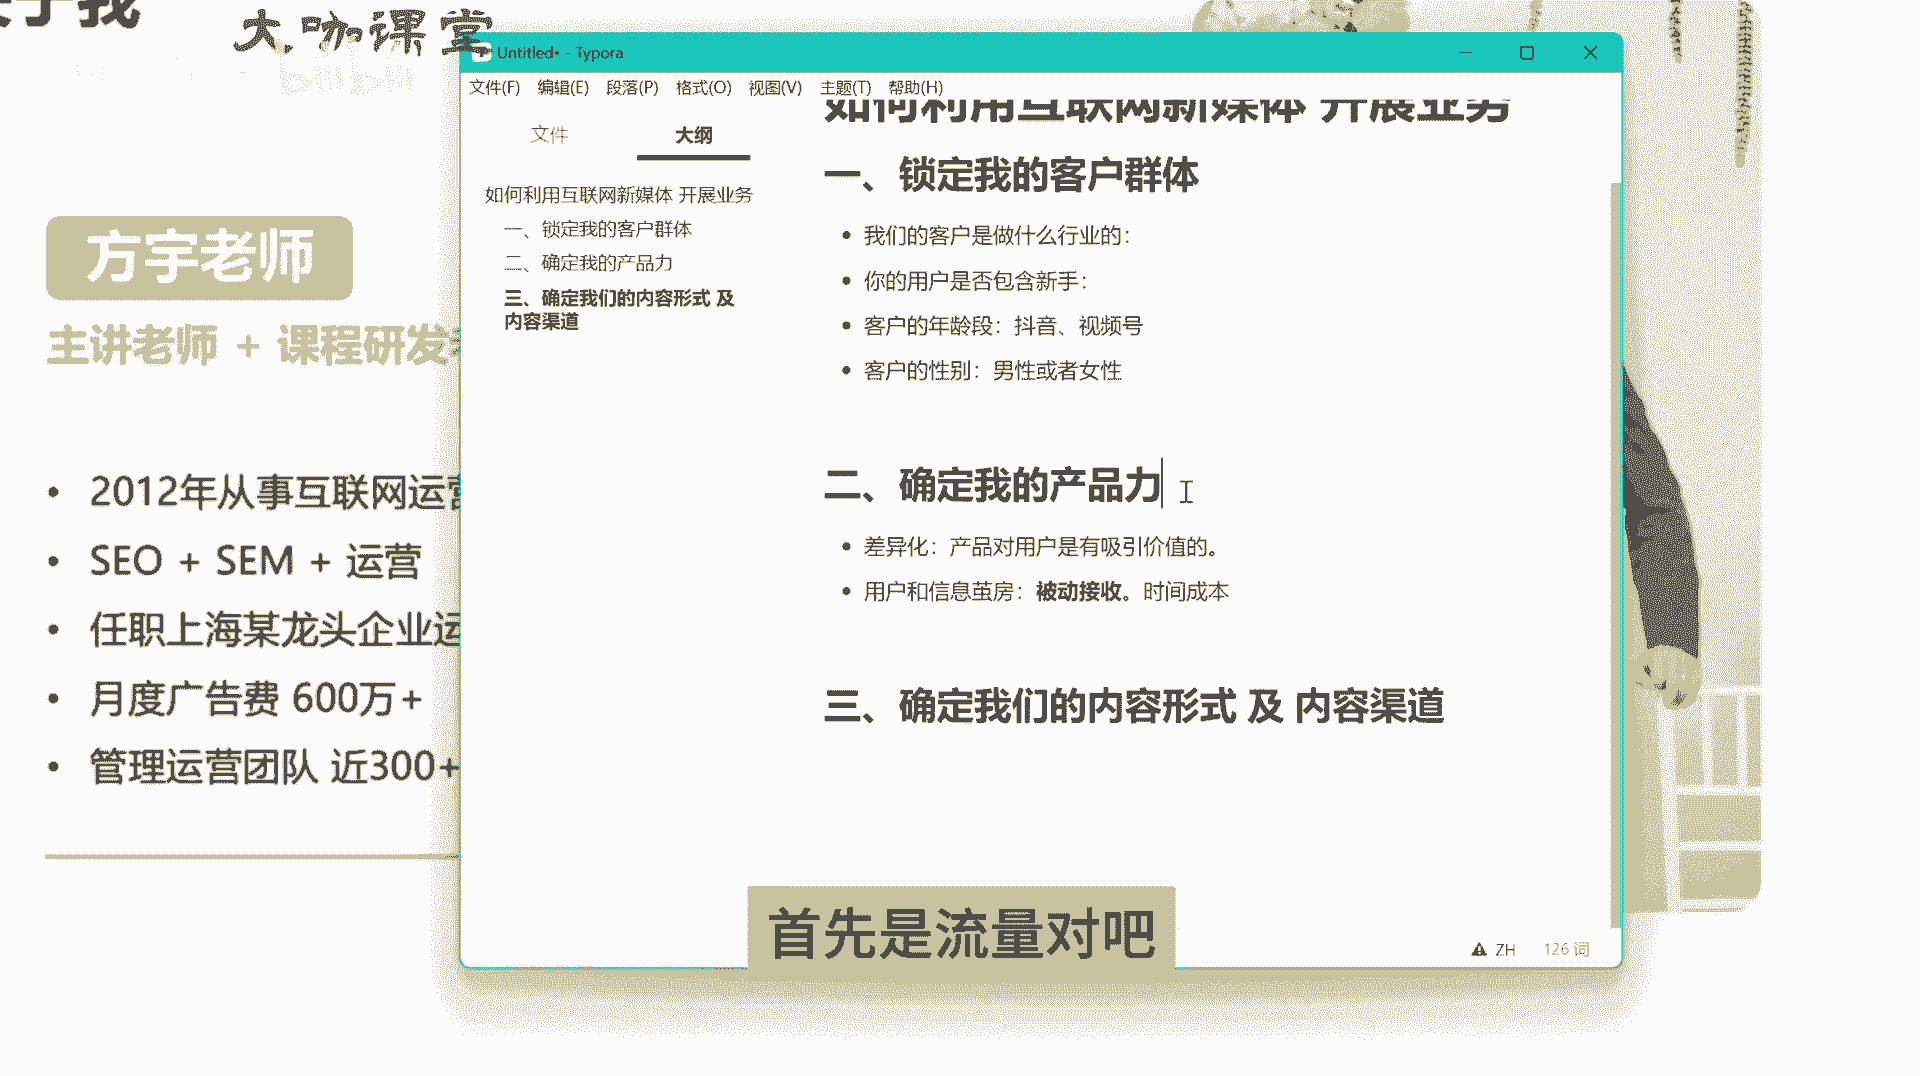 大咖课堂
bilibili
Untitled• - Typora
文件(F) 编辑(E) 段落(P) 格式(O) 视图(V) 主题(T) 帮助(H)
文件 大纲
如何利用互联网新媒体 开展业务
一、锁定我的客户群体
二、确定我的产品力
三、确定我们的内容形式 及
内容渠道
如何利用互联网新媒体 开展业务
一、锁定我的客户群体
• 我们的客户是做什么行业的：
• 你的用户是否包含新手：
• 客户的年龄段：抖音、视频号
• 客户的性别：男性或者女性
二、确定我的产品力
• 差异化：产品对用户是有吸引价值的。
• 用户和信息茧房：被动接收。时间成本
三、确定我们的内容形式 及 内容渠道
ZH 126 词
方宇老师
主讲老师 + 课程研发
• 2012年从事互联网运营
• SEO + SEM + 运营
• 任职上海某龙头企业运
• 月度广告费 600万+
• 管理运营团队 近300+
首先是流量对吧